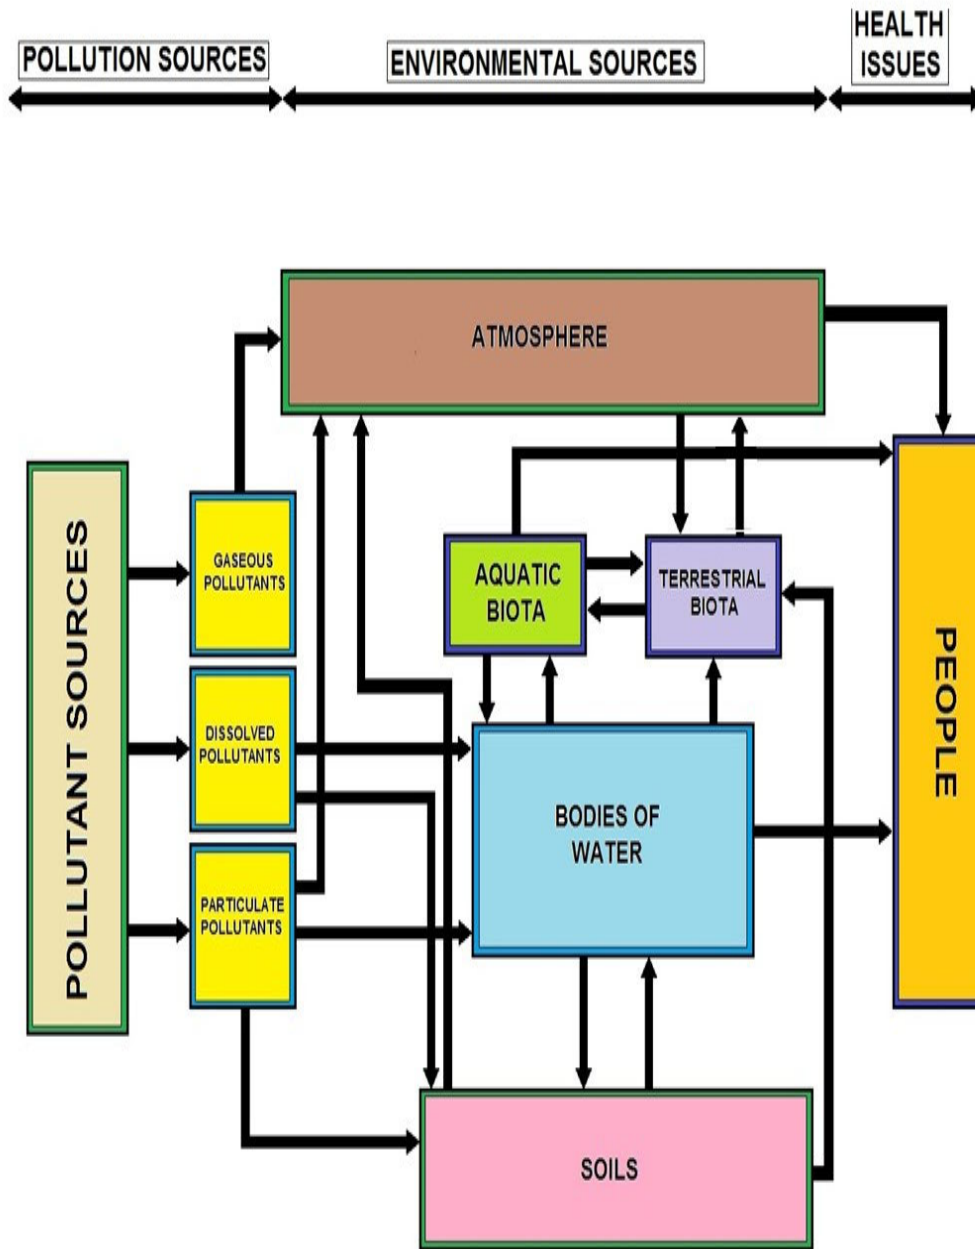 POLLUTION SOURCES
ENVIRONMENTAL SOURCES
HEALTH
ISSUES
ATMOSPHERE
POLLUTANT SOURCES
GASEOUS
POLLUTANTS
DISSOLVED
POLLUTANTS
PARTICULATE
POLLUTANTS
AQUATIC
BIOTA
TERRESTRIAL
BIOTA
BODIES OF
WATER
SOILS
PEOPLE